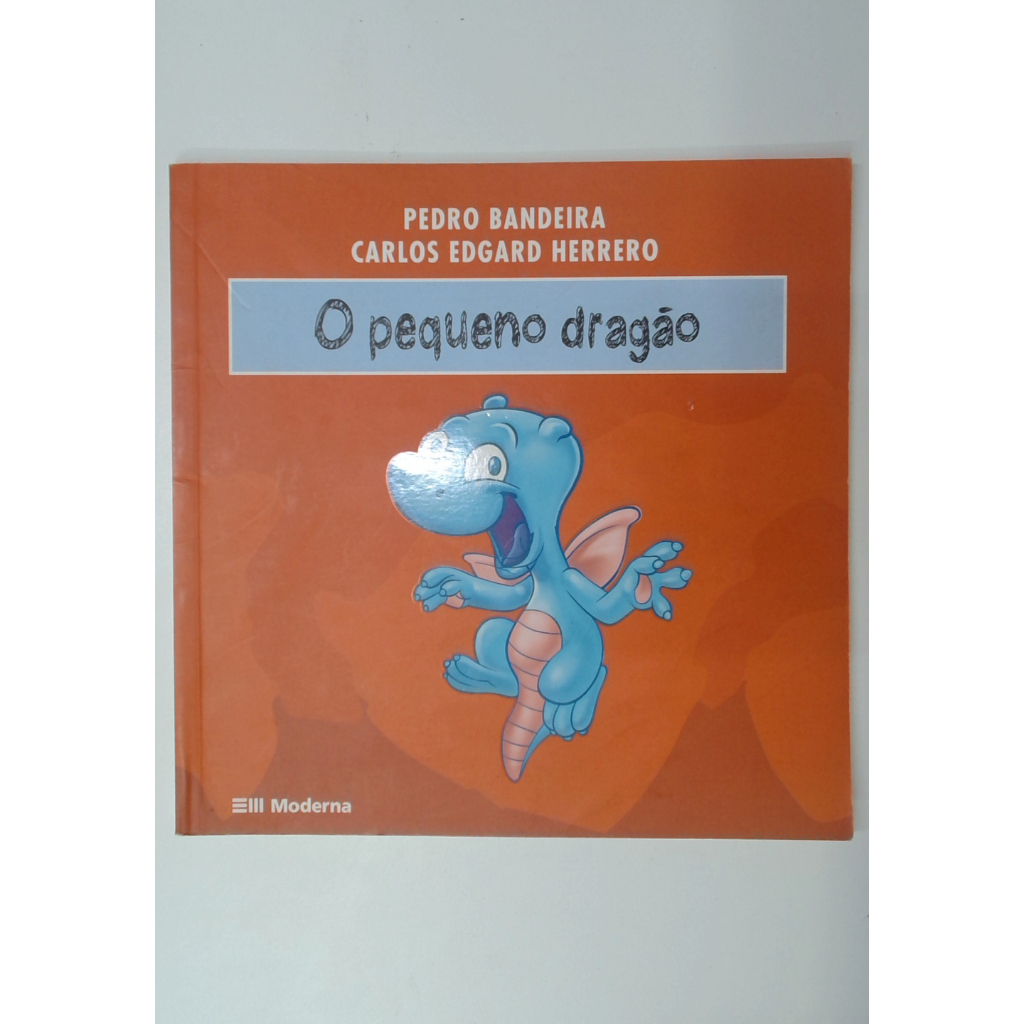 PEDRO BANDEIRA
CARLOS EDGARD HERRERO
O pequeno dragão
Moderna